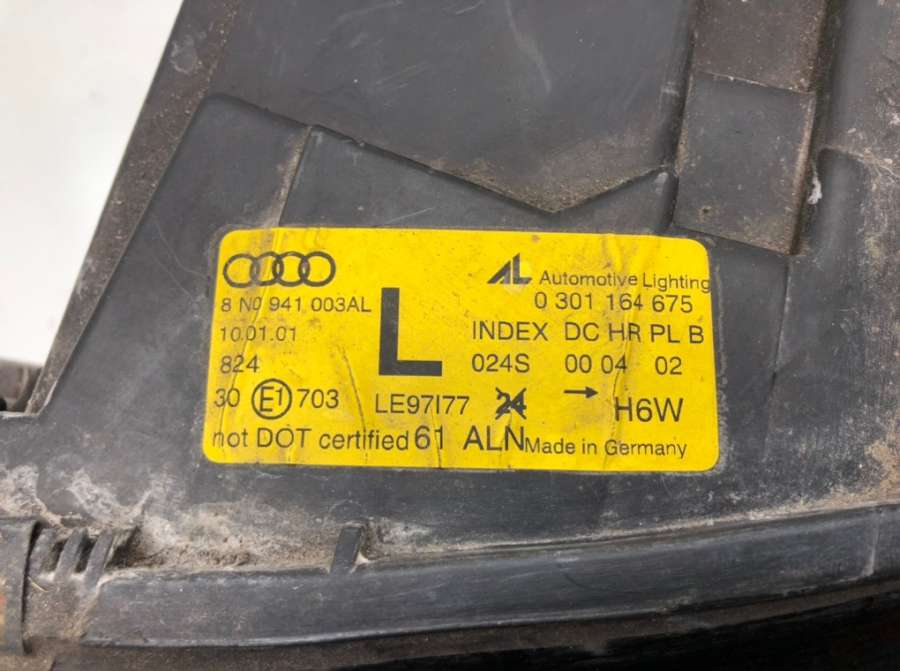 AL Automotive Lighting
8 N0 941 003AL
L
0 301 164 675
10.01.01
INDEX DC HR PL B
824
024S 00 04 02
30 E1 703
LE97I77 24 → H6W
not DOT certified 61 ALN Made in Germany